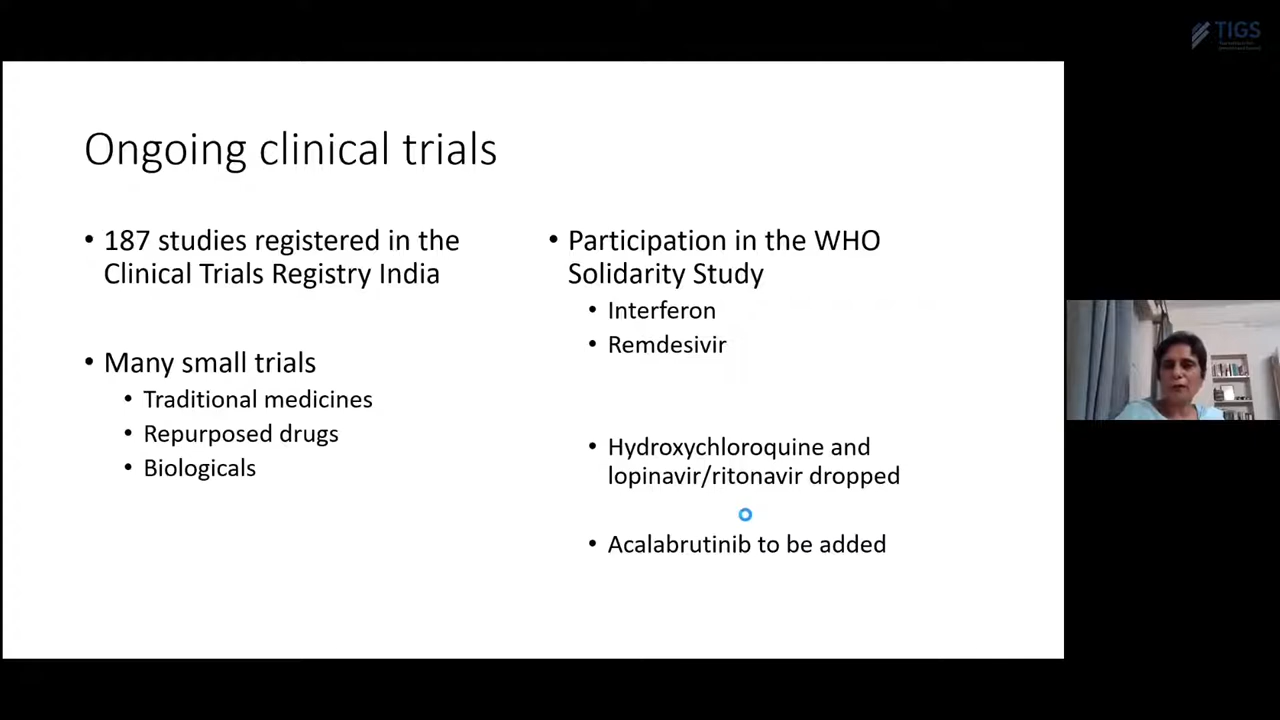 TIGS
Ongoing clinical trials
• 187 studies registered in the
Clinical Trials Registry India
• Many small trials
• Traditional medicines
• Repurposed drugs
• Biologicals
• Participation in the WHO
Solidarity Study
• Interferon
• Remdesivir
• Hydroxychloroquine and
lopinavir/ritonavir dropped
• Acalabrutinib to be added